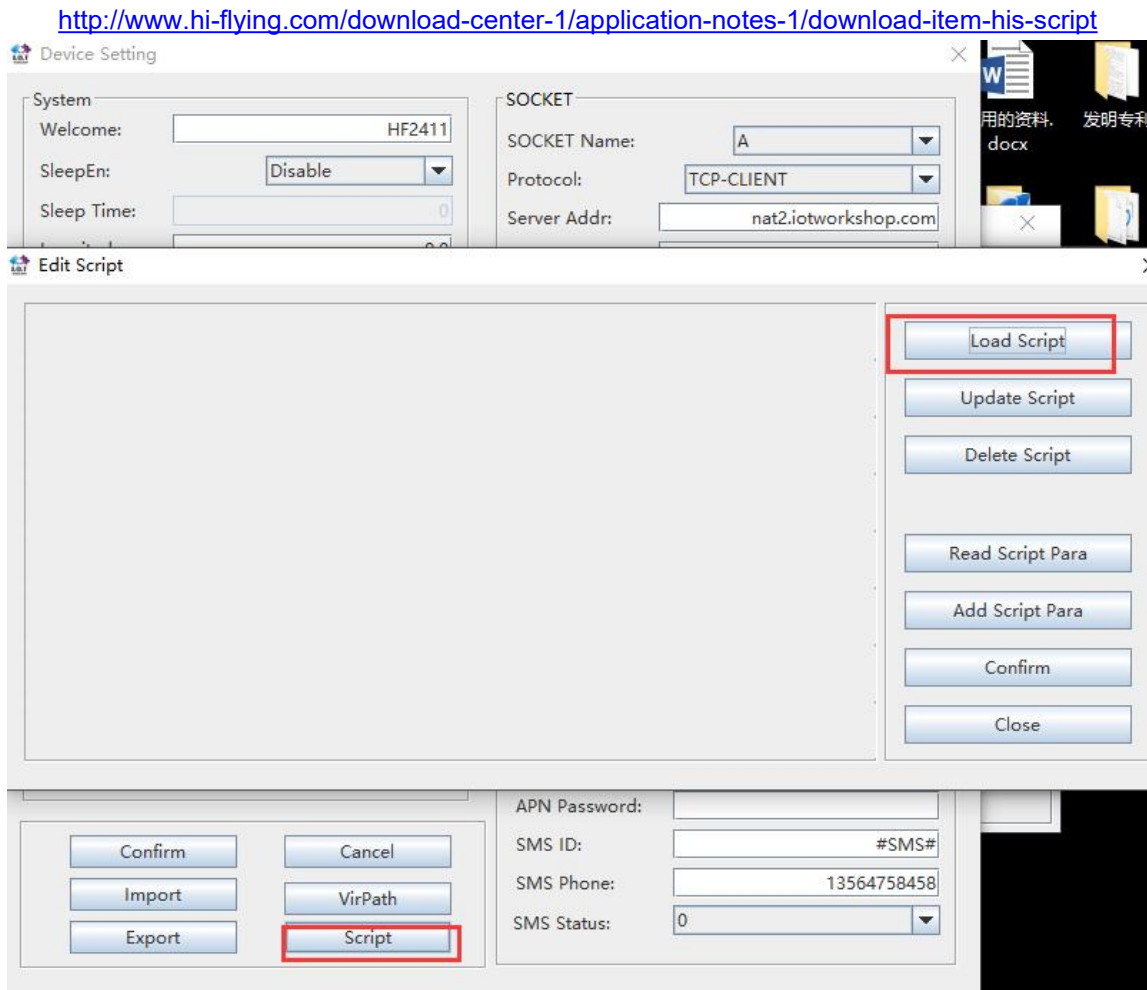 http://www.hi-flying.com/download-center-1/application-notes-1/download-item-his-script
Device Setting
System
Welcome:
HF2411
SleepEn:
Disable
Sleep Time:
0
SOCKET
SOCKET Name:
A
Protocol:
TCP-CLIENT
Server Addr:
nat2.iotworkshop.com
用的资料.
docx
发明专利
Edit Script
Load Script
Update Script
Delete Script
Read Script Para
Add Script Para
Confirm
Close
Confirm
Cancel
Import
VirPath
Export
Script
APN Password:
SMS ID:
#SMS#
SMS Phone:
13564758458
SMS Status:
0